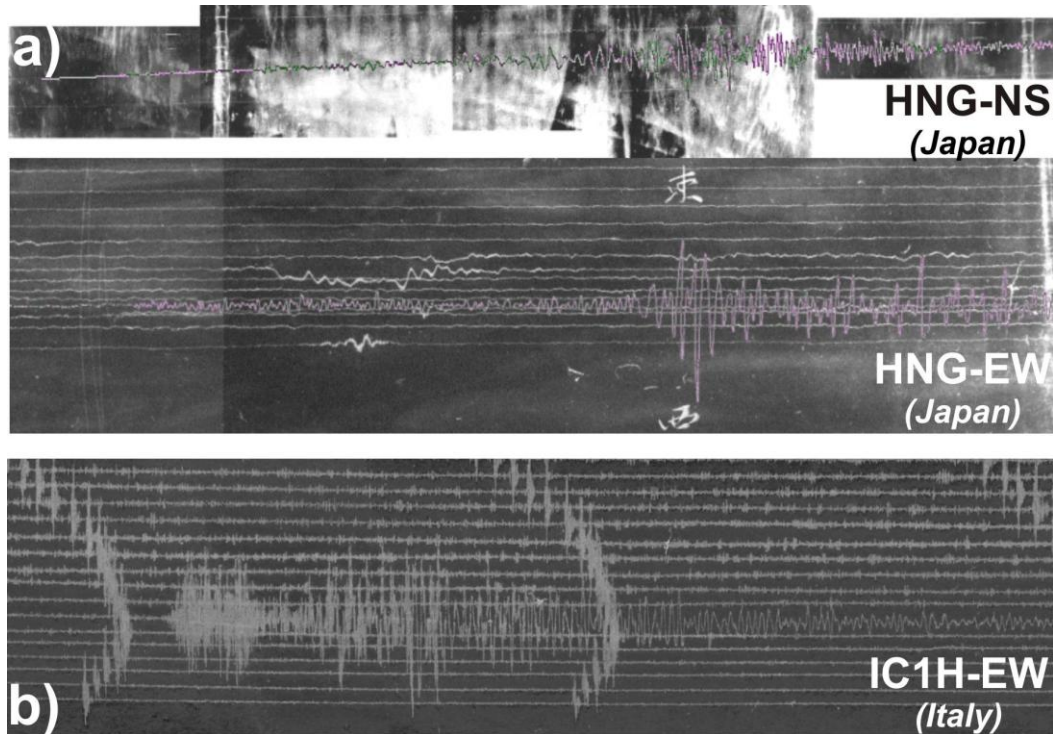 a)
HNG-NS
(Japan)
東
HNG-EW
(Japan)
西
IC1H-EW
(Italy)
b)